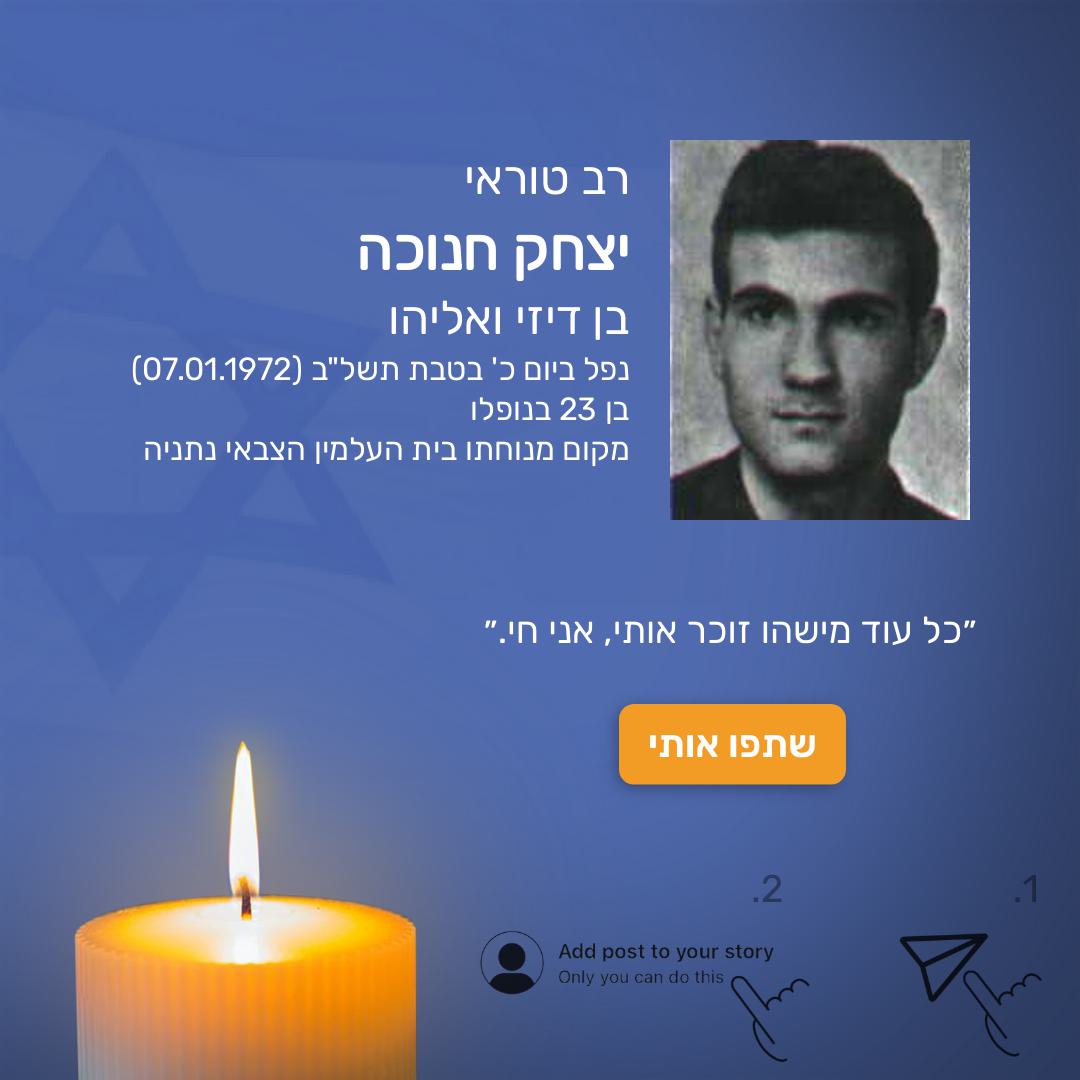 רב טוראי
יצחק חנוכה
בן דיזי ואליהו
נפל ביום כ' בטבת תשל"ב (07.01.1972)
בן 23 בנופלו
מקום מנוחתו בית העלמין הצבאי נתניה
״כל עוד מישהו זוכר אותי, אני חי.״
שתפו אותי
1.
2.
Add post to your story
Only you can do this